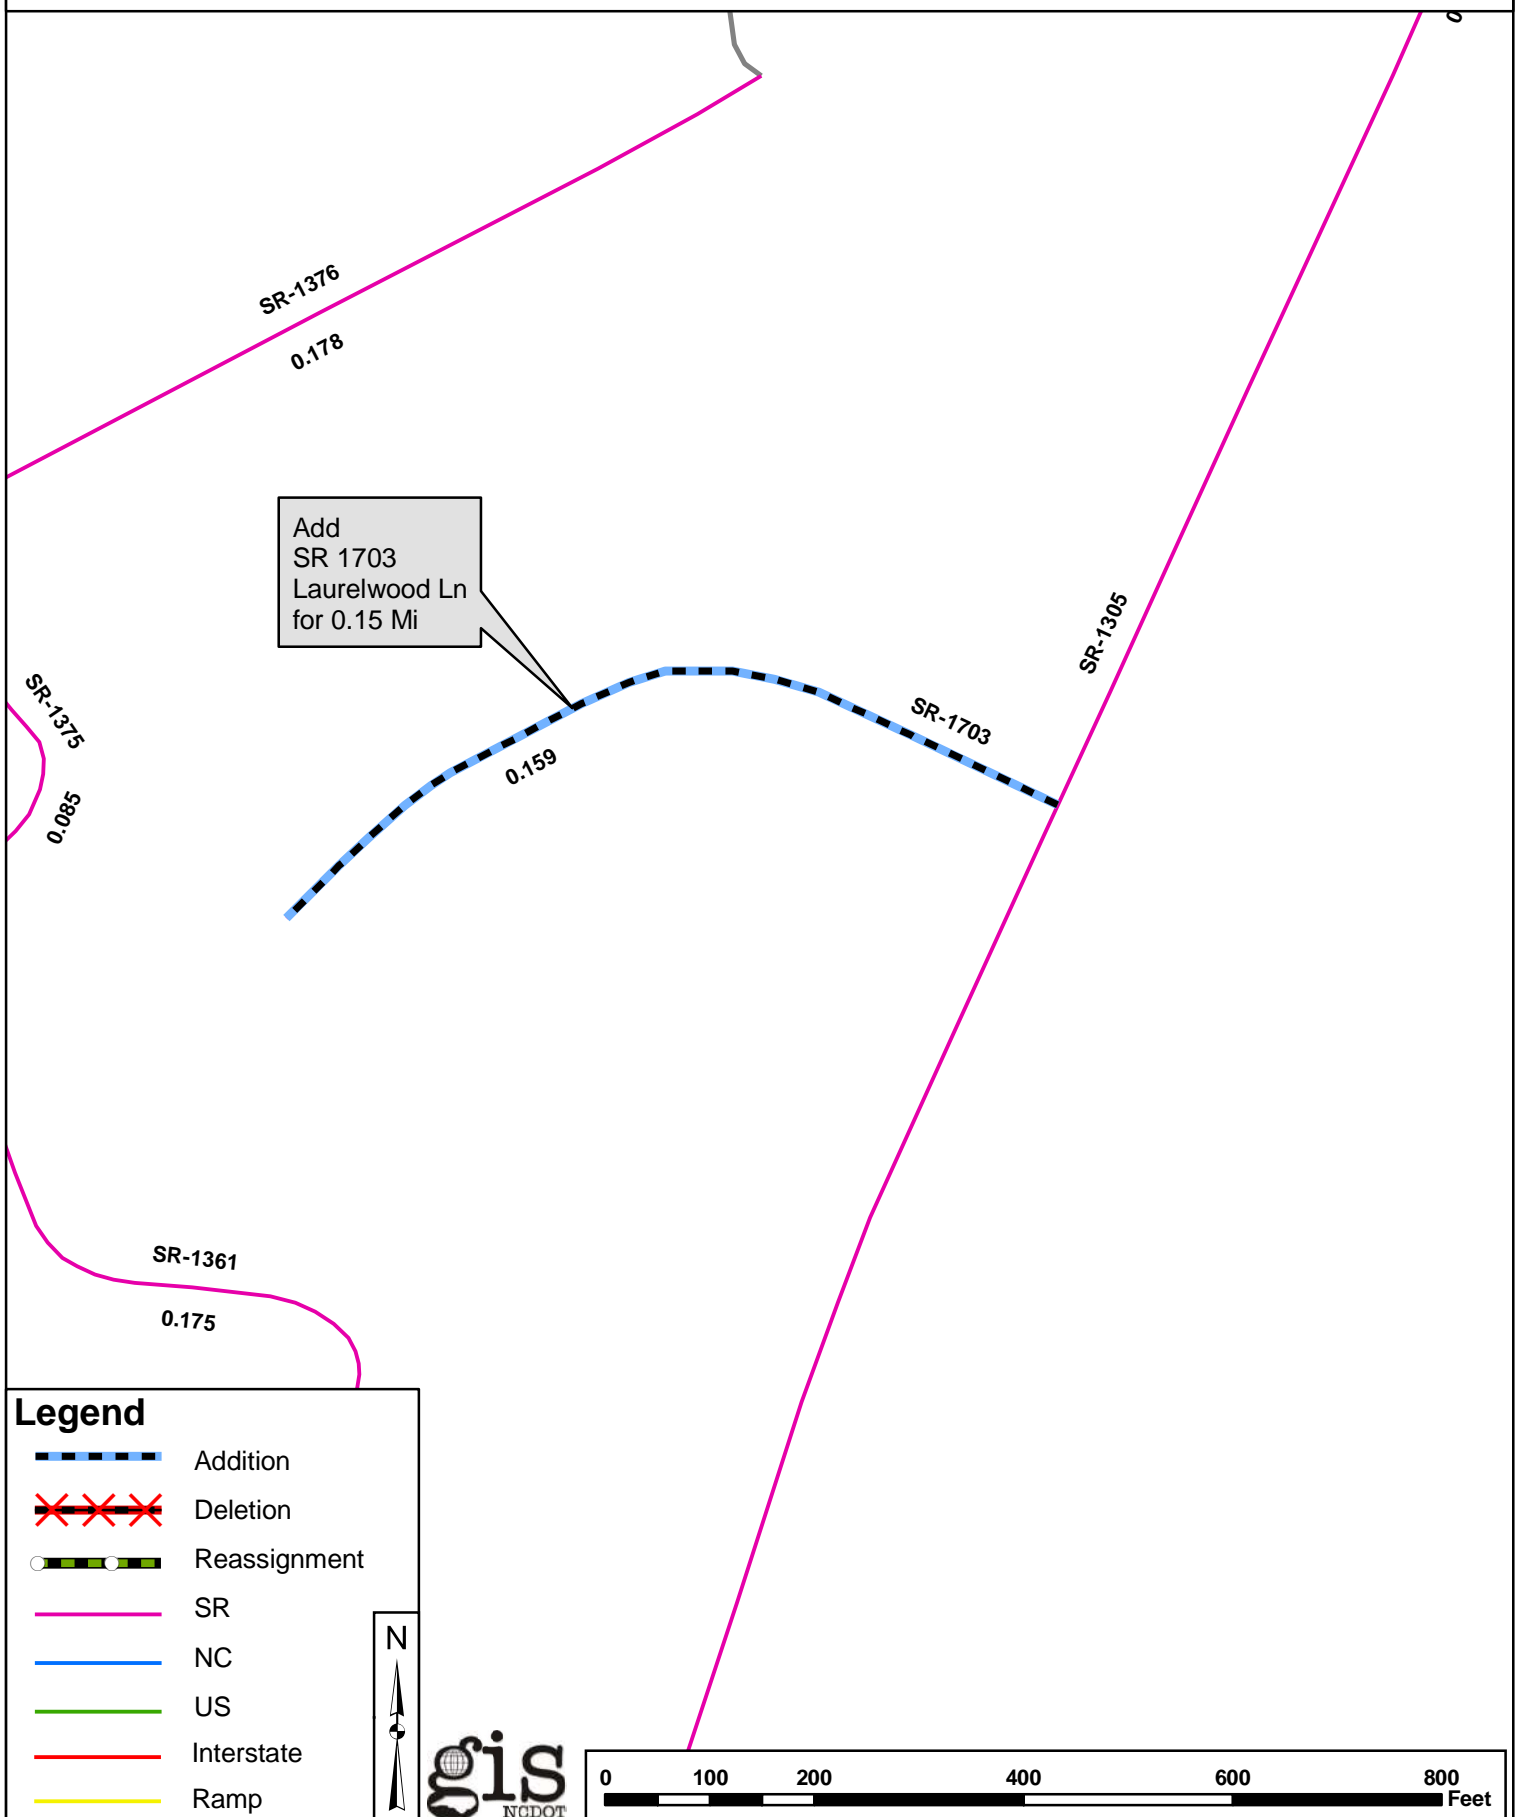 SR-1376
0.178
Add
SR 1703
Laurelwood Ln
for 0.15 Mi
SR-1305
SR-1375
0.085
SR-1703
0.159
SR-1361
0.175
Legend
Addition
Deletion
Reassignment
SR
NC
US
Interstate
Ramp
N
gis
NCDOT
0 100 200 400 600 800
Feet